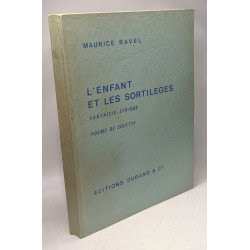 MAURICE RAVEL
L'ENFANT
ET LES SORTILEGES
FANTAISIE LYRIQUE
POEME DE COLETTE
EDITIONS DURAND & Cie